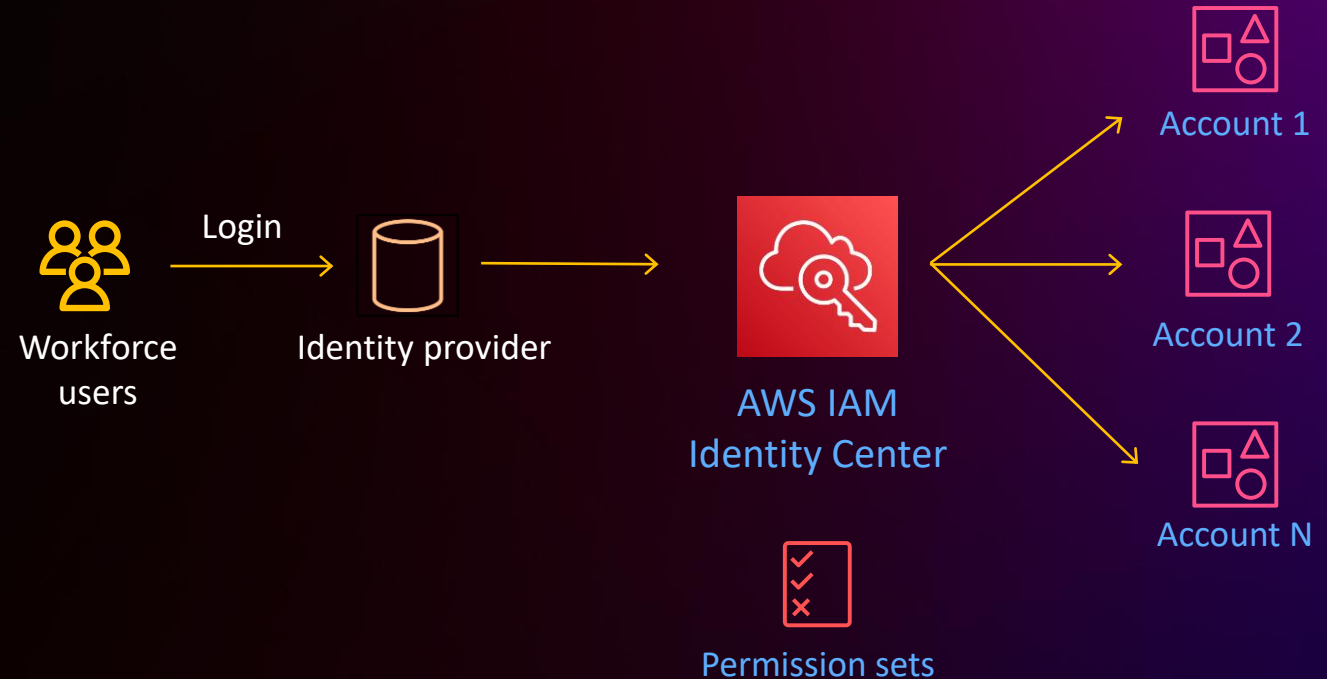 Login
Workforce
users
Identity provider
AWS IAM
Identity Center
Permission sets
Account 1
Account 2
Account N